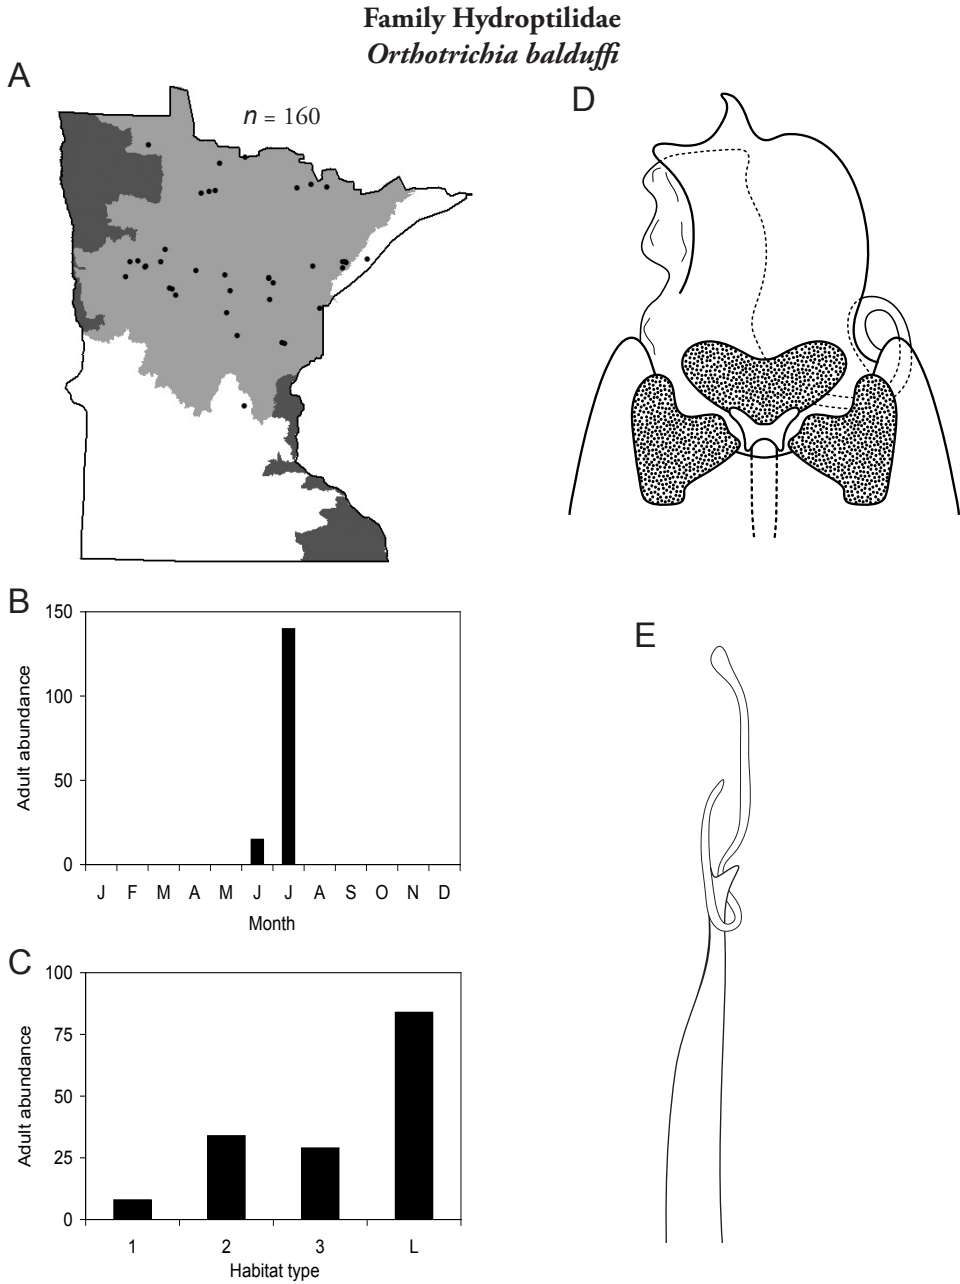 Family Hydroptilidae
Orthotrichia balduffi
A
n = 160
D
B
150
100
50
0
Adult abundance
J F M A M J J A S O N D
Month
E
C
100
75
50
25
0
Adult abundance
1 2 3 L
Habitat type